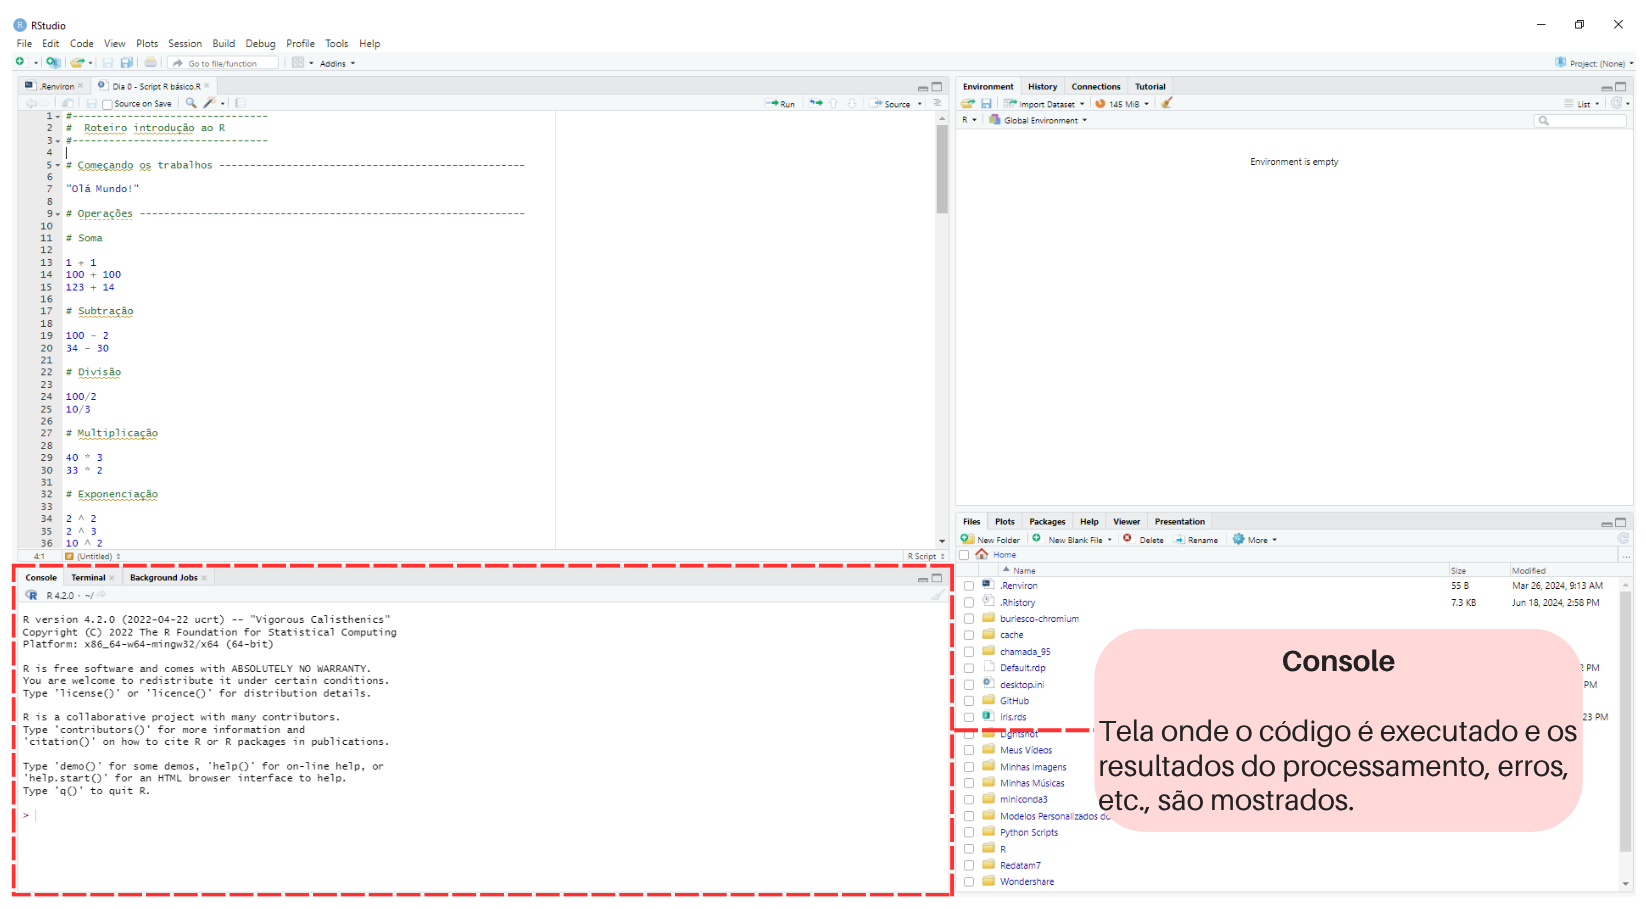 RStudio
File Edit Code View Plots Session Build Debug Profile Tools Help
Go to file/function Addins Project: (None)
.Renviron Dia 0 - Script R básico.R
Source on Save Run Source
1 #--------------------------------
2 # Roteiro introdução ao R
3 #--------------------------------
4
5 # Começando os trabalhos --------------------------------------------------
6
7 "Olá Mundo!"
8
9 # Operações ---------------------------------------------------------------
10
11 # Soma
12
13 1 + 1
14 100 + 100
15 123 + 14
16
17 # Subtração
18
19 100 - 2
20 34 - 30
21
22 # Divisão
23
24 100/2
25 10/3
26
27 # Multiplicação
28
29 40 * 3
30 33 * 2
31
32 # Exponenciação
33
34 2 ^ 2
35 2 ^ 3
36 10 ^ 2
4:1 (Untitled) R Script
Console Terminal Background Jobs
R 4.2.0 · ~/
R version 4.2.0 (2022-04-22 ucrt) -- "Vigorous Calisthenics"
Copyright (C) 2022 The R Foundation for Statistical Computing
Platform: x86_64-w64-mingw32/x64 (64-bit)
R is free software and comes with ABSOLUTELY NO WARRANTY.
You are welcome to redistribute it under certain conditions.
Type 'license()' or 'licence()' for distribution details.
R is a collaborative project with many contributors.
Type 'contributors()' for more information and
'citation()' on how to cite R or R packages in publications.
Type 'demo()' for some demos, 'help()' for on-line help, or
'help.start()' for an HTML browser interface to help.
Type 'q()' to quit R.
>
Environment History Connections Tutorial
Import Dataset 145 MiB List
R Global Environment
Environment is empty
Files Plots Packages Help Viewer Presentation
New Folder New Blank File Delete Rename More
Home
Name Size Modified
.Renviron 55 B Mar 26, 2024, 9:13 AM
.Rhistory 7.3 KB Jun 18, 2024, 2:58 PM
burlesco-chromium
cache
chamada_95
Default.rdp PM
desktop.ini PM
GitHub
Iris.rds 23 PM
Lightshot
Meus Vídeos
Minhas Imagens
Minhas Músicas
miniconda3
Modelos Personalizados do
Python Scripts
R
Redatam7
Wondershare
Console
Tela onde o código é executado e os
resultados do processamento, erros,
etc., são mostrados.